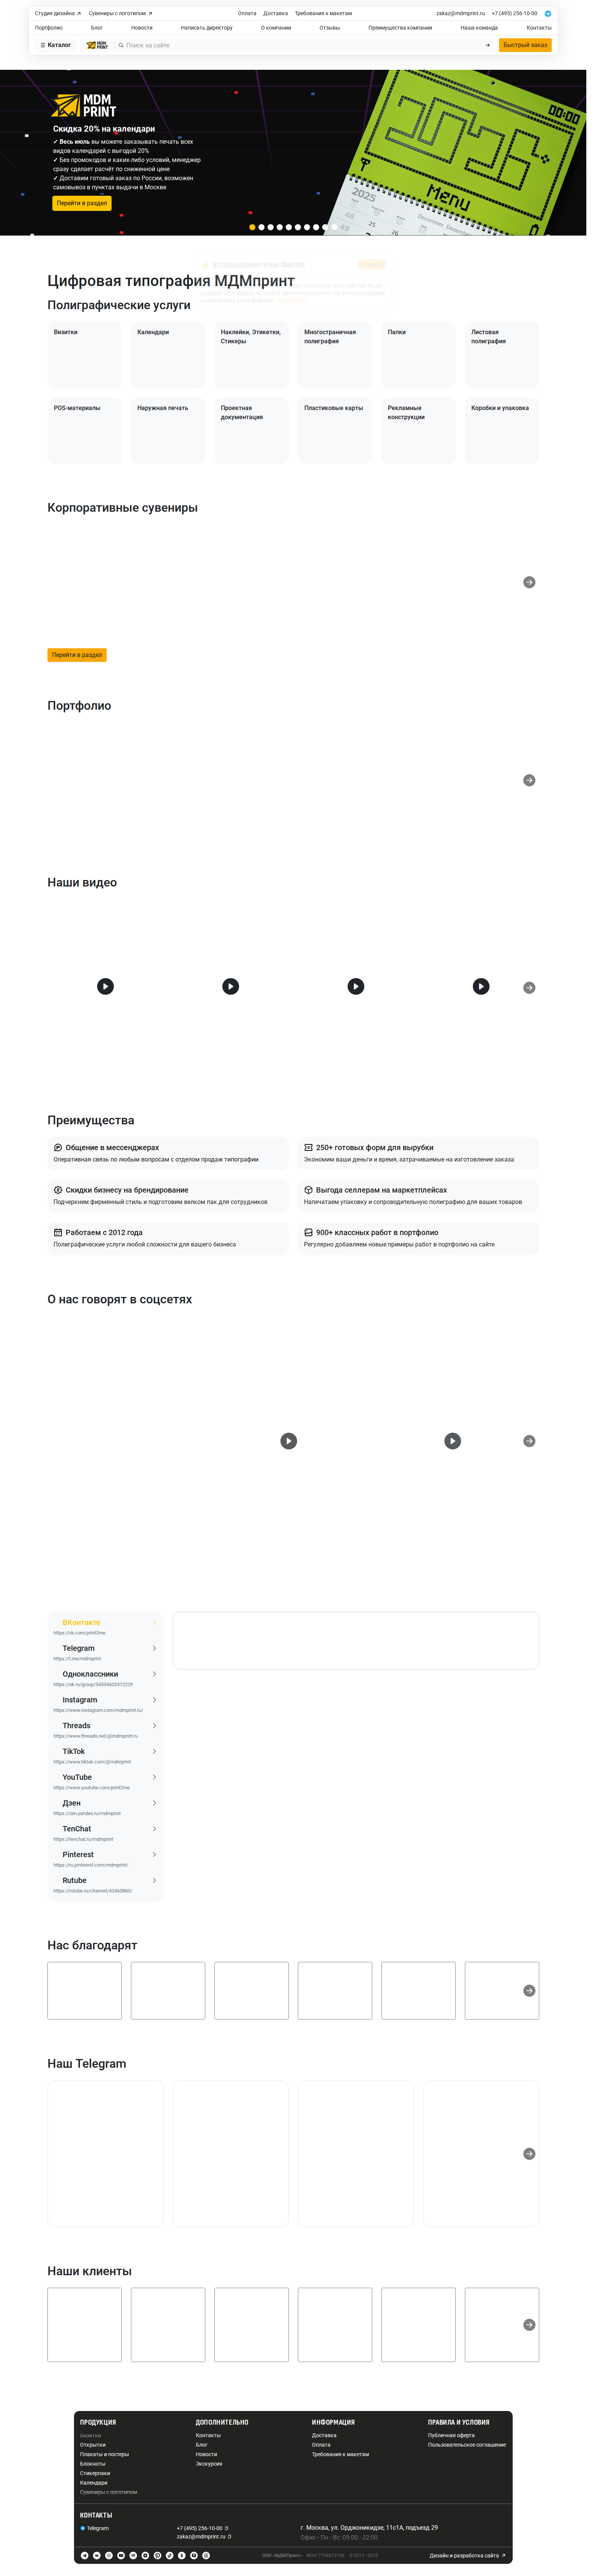 Студия дизайна
Сувениры с логотипом
Оплата
Доставка
Требования к макетам
zakaz@mdmprint.ru
+7 (495) 256-10-00
Портфолио
Блог
Новости
Написать директору
О компании
Отзывы
Преимущества компании
Наша команда
Контакты
Каталог
MDM
PRINT
Поиск на сайте
Быстрый заказ
MDM
PRINT
Скидка 20% на календари
✓ Весь июль вы можете заказывать печать всех
видов календарей с выгодой 20%
✓ Без промокодов и каких-либо условий, менеджер
сразу сделает расчёт по сниженной цене
✓ Доставим готовый заказ по России, возможен
самовывоз в пунктах выдачи в Москве
Перейти в раздел
Menu
2025
December Dezember Декабрь
48
49
25
26
Цифровая типография МДМпринт
Полиграфические услуги
Визитки
Календари
Наклейки, Этикетки,
Стикеры
Многостраничная
полиграфия
Папки
Листовая
полиграфия
POS-материалы
Наружная печать
Проектная
документация
Пластиковые карты
Рекламные
конструкции
Коробки и упаковка
Корпоративные сувениры
Перейти в раздел
Портфолио
Наши видео
Преимущества
Общение в мессенджерах
Оперативная связь по любым вопросам с отделом продаж типографии
250+ готовых форм для вырубки
Экономим ваши деньги и время, затрачиваемые на изготовление заказа
Скидки бизнесу на брендирование
Подчеркнем фирменный стиль и подготовим велком пак для сотрудников
Выгода селлерам на маркетплейсах
Напечатаем упаковку и сопроводительную полиграфию для ваших товаров
Работаем с 2012 года
Полиграфические услуги любой сложности для вашего бизнеса
900+ классных работ в портфолио
Регулярно добавляем новые примеры работ в портфолио на сайте
О нас говорят в соцсетях
ВКонтакте
https://vk.com/print2me
Telegram
https://t.me/mdmprint
Одноклассники
https://ok.ru/group/54334602412229
Instagram
https://www.instagram.com/mdmprint.ru/
Threads
https://www.threads.net/@mdmprint.ru
TikTok
https://www.tiktok.com/@mdmprint
YouTube
https://www.youtube.com/print2me
Дзен
https://zen.yandex.ru/mdmprint
TenChat
https://tenchat.ru/mdmprint
Pinterest
https://ru.pinterest.com/mdmprint/
Rutube
https://rutube.ru/channel/42463860/
Нас благодарят
Наш Telegram
Наши клиенты
ПРОДУКЦИЯ
Визитки
Открытки
Плакаты и постеры
Блокноты
Стикерпаки
Календари
Сувениры с логотипом
ДОПОЛНИТЕЛЬНО
Контакты
Блог
Новости
Экскурсия
ИНФОРМАЦИЯ
Доставка
Оплата
Требования к макетам
ПРАВИЛА И УСЛОВИЯ
Публичная оферта
Пользовательское соглашение
КОНТАКТЫ
Telegram
+7 (495) 256-10-00
zakaz@mdmprint.ru
г. Москва, ул. Орджоникидзе, 11с1А, подъезд 29
Офис - Пн - Вс: 09:00 - 22:00
ООО «МДМПринт»
© 2012—2025
Дизайн и разработка сайта